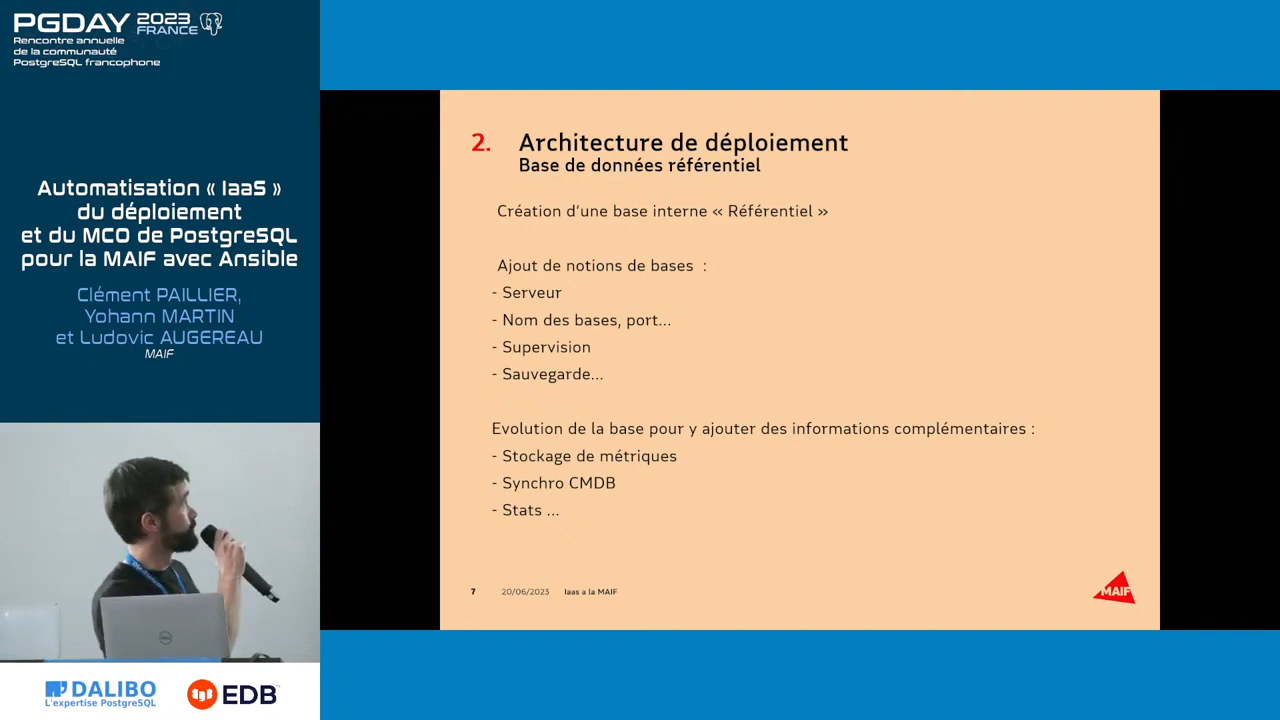 PGDAY 2023 FRANCE
Rencontre annuelle
de la communauté
PostgreSQL francophone
Automatisation « IaaS »
du déploiement
et du MCO de PostgreSQL
pour la MAIF avec Ansible
Clément PAILLIER,
Yohann MARTIN
et Ludovic AUGEREAU
MAIF
2. Architecture de déploiement
Base de données référentiel
Création d'une base interne « Référentiel »
Ajout de notions de bases :
- Serveur
- Nom des bases, port...
- Supervision
- Sauvegarde...
Evolution de la base pour y ajouter des informations complémentaires :
- Stockage de métriques
- Synchro CMDB
- Stats ...
7 20/06/2023 Iaas a la MAIF
MAIF
DELL
DALIBO
L'expertise PostgreSQL
EDB